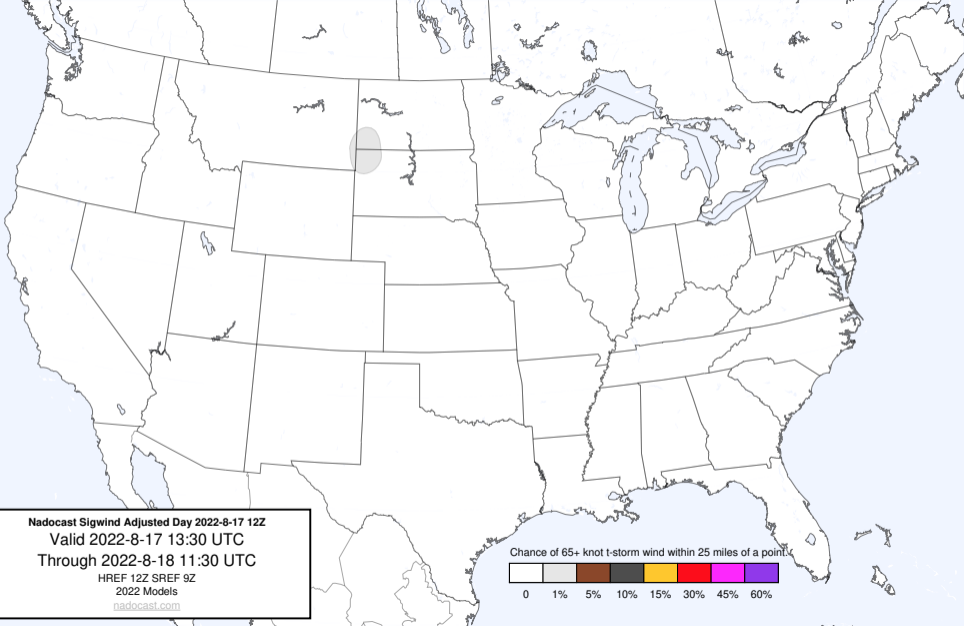 Nadocast Sigwind Adjusted Day 2022-8-17 12Z
Valid 2022-8-17 13:30 UTC
Through 2022-8-18 11:30 UTC
HREF 12Z SREF 9Z
2022 Models
nadocast.com
Chance of 65+ knot t-storm wind within 25 miles of a point.
0 1% 5% 10% 15% 30% 45% 60%